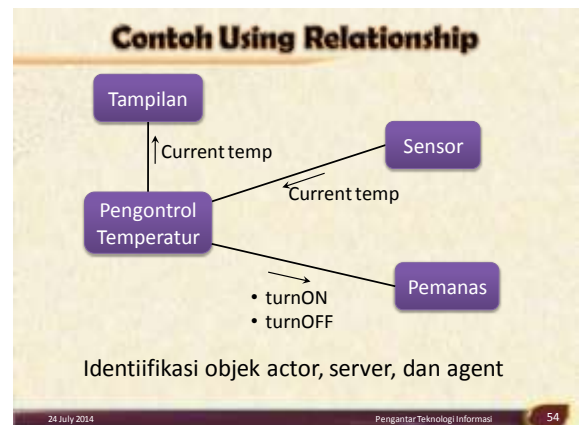 Contoh Using Relationship
Tampilan
Current temp
Sensor
Current temp
Pengontrol
Temperatur
Pemanas
• turnON
• turnOFF
Identiifikasi objek actor, server, dan agent
24 July 2014
Pengantar Teknologi Informasi
54